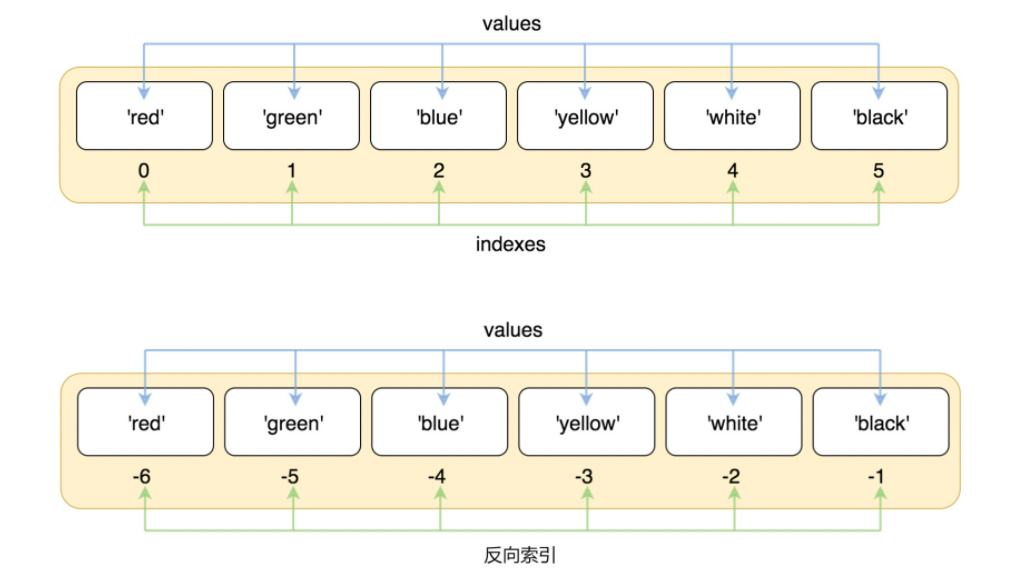 values
'red' 'green' 'blue' 'yellow' 'white' 'black'
0 1 2 3 4 5
indexes
values
'red' 'green' 'blue' 'yellow' 'white' 'black'
-6 -5 -4 -3 -2 -1
反向索引